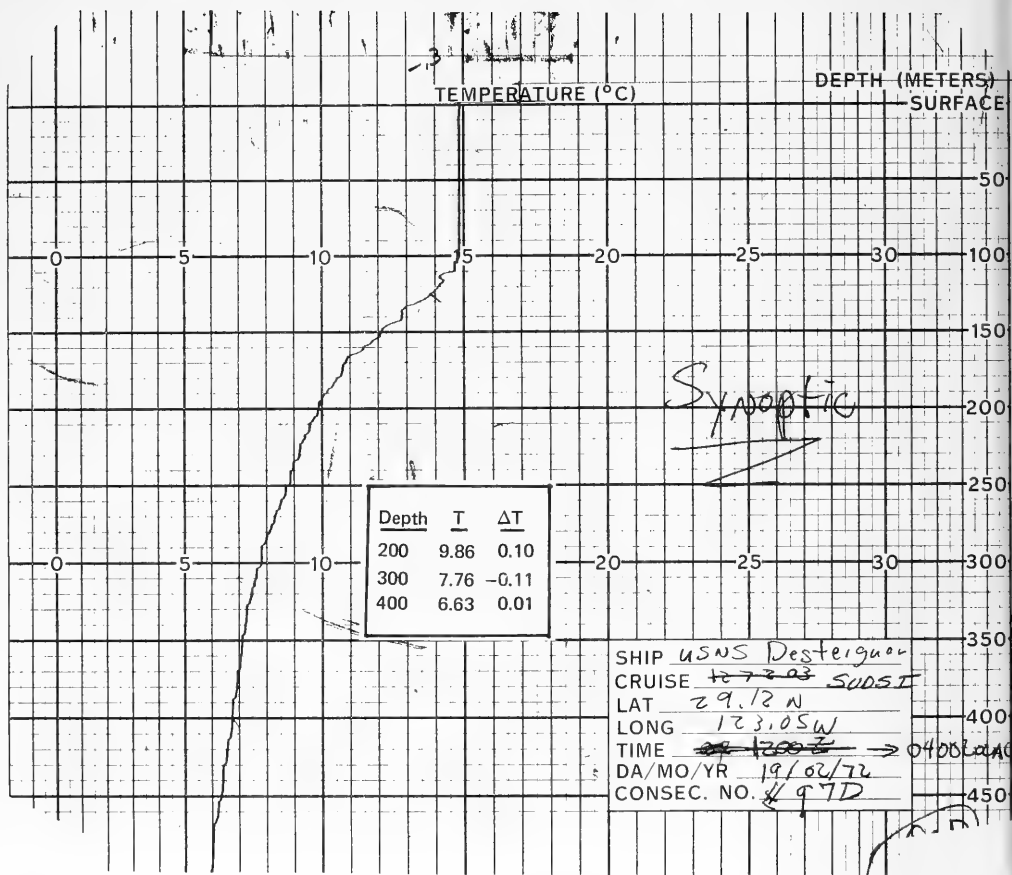 -.3
TEMPERATURE (°C)
DEPTH (METERS)
SURFACE
50
0 5 10 15 20 25 30 100
150
Synoptic
200
250
Depth T ΔT
200 9.86 0.10
300 7.76 -0.11
400 6.63 0.01
0 5 10 20 25 30 300
350
SHIP USNS Desteiguer
CRUISE SUDS I
LAT 29.12 N
LONG 123.05W
400
TIME 1200 Z → 0400
DA/MO/YR 19/02/72
CONSEC. NO. # 97D
450